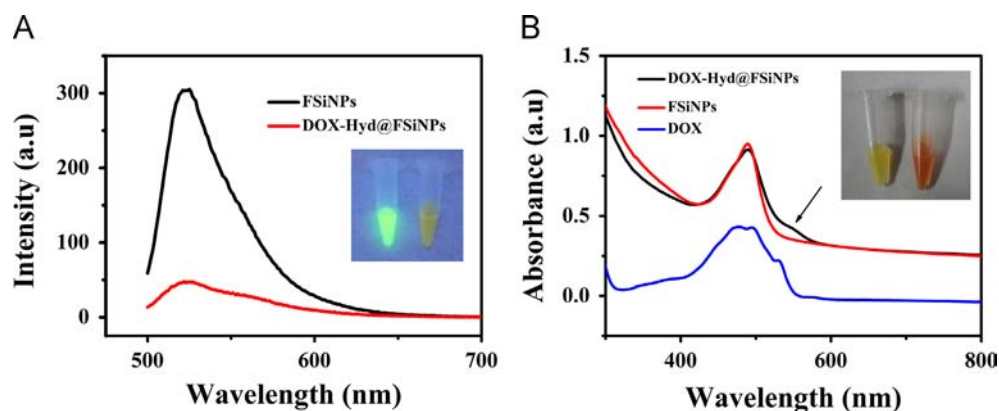 A
Intensity (a.u)
300
200
100
0
500
600
700
Wavelength (nm)
FSiNPs
DOX-Hyd@FSiNPs
B
Absorbance (a.u)
1.5
1.0
0.5
0.0
400
600
800
Wavelength (nm)
DOX-Hyd@FSiNPs
FSiNPs
DOX